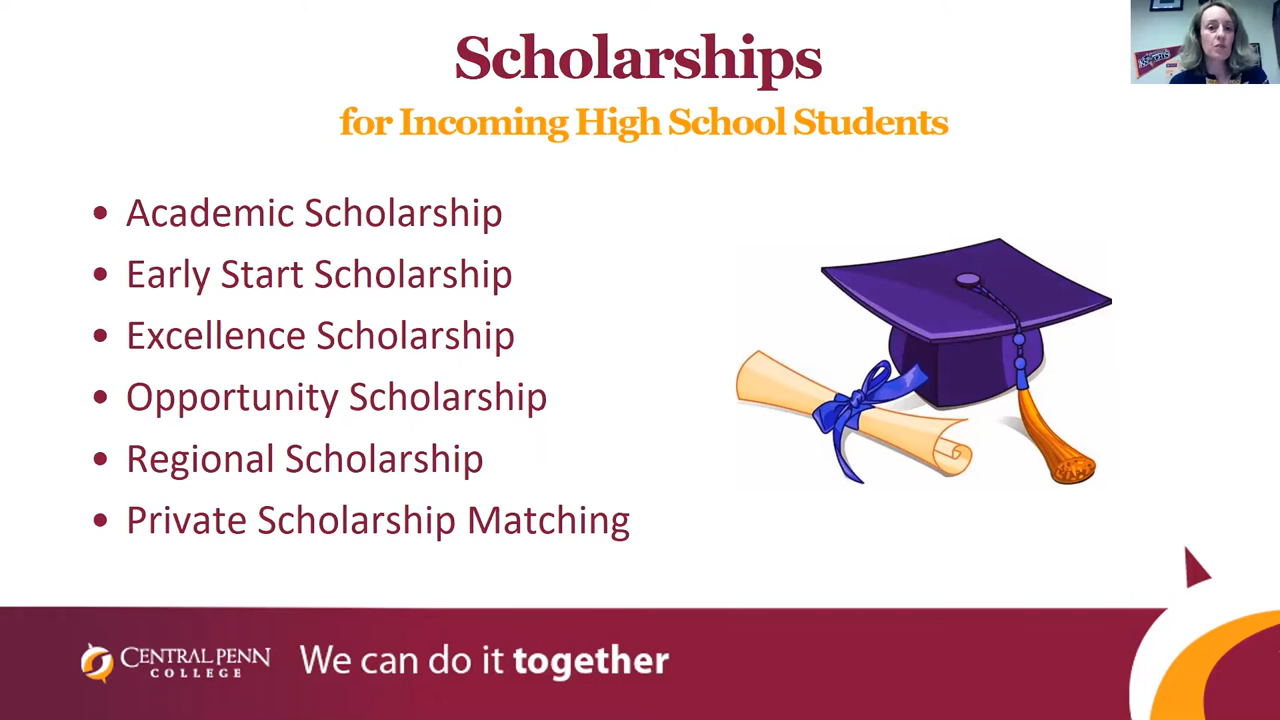 Scholarships
for Incoming High School Students
• Academic Scholarship
• Early Start Scholarship
• Excellence Scholarship
• Opportunity Scholarship
• Regional Scholarship
• Private Scholarship Matching
CENTRAL PENN
COLLEGE
We can do it together